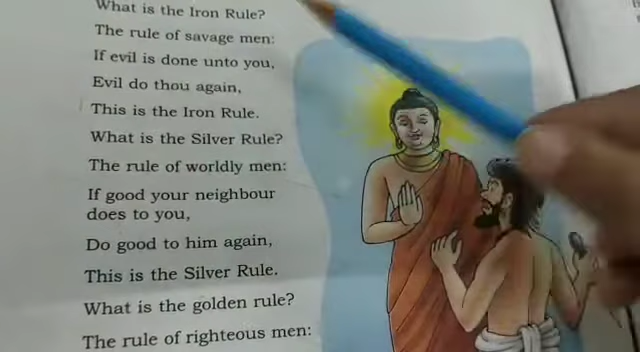 What is the Iron Rule?
The rule of savage men:
If evil is done unto you,
Evil do thou again,
This is the Iron Rule.
What is the Silver Rule?
The rule of worldly men:
If good your neighbour
does to you,
Do good to him again,
This is the Silver Rule.
What is the golden rule?
The rule of righteous men: